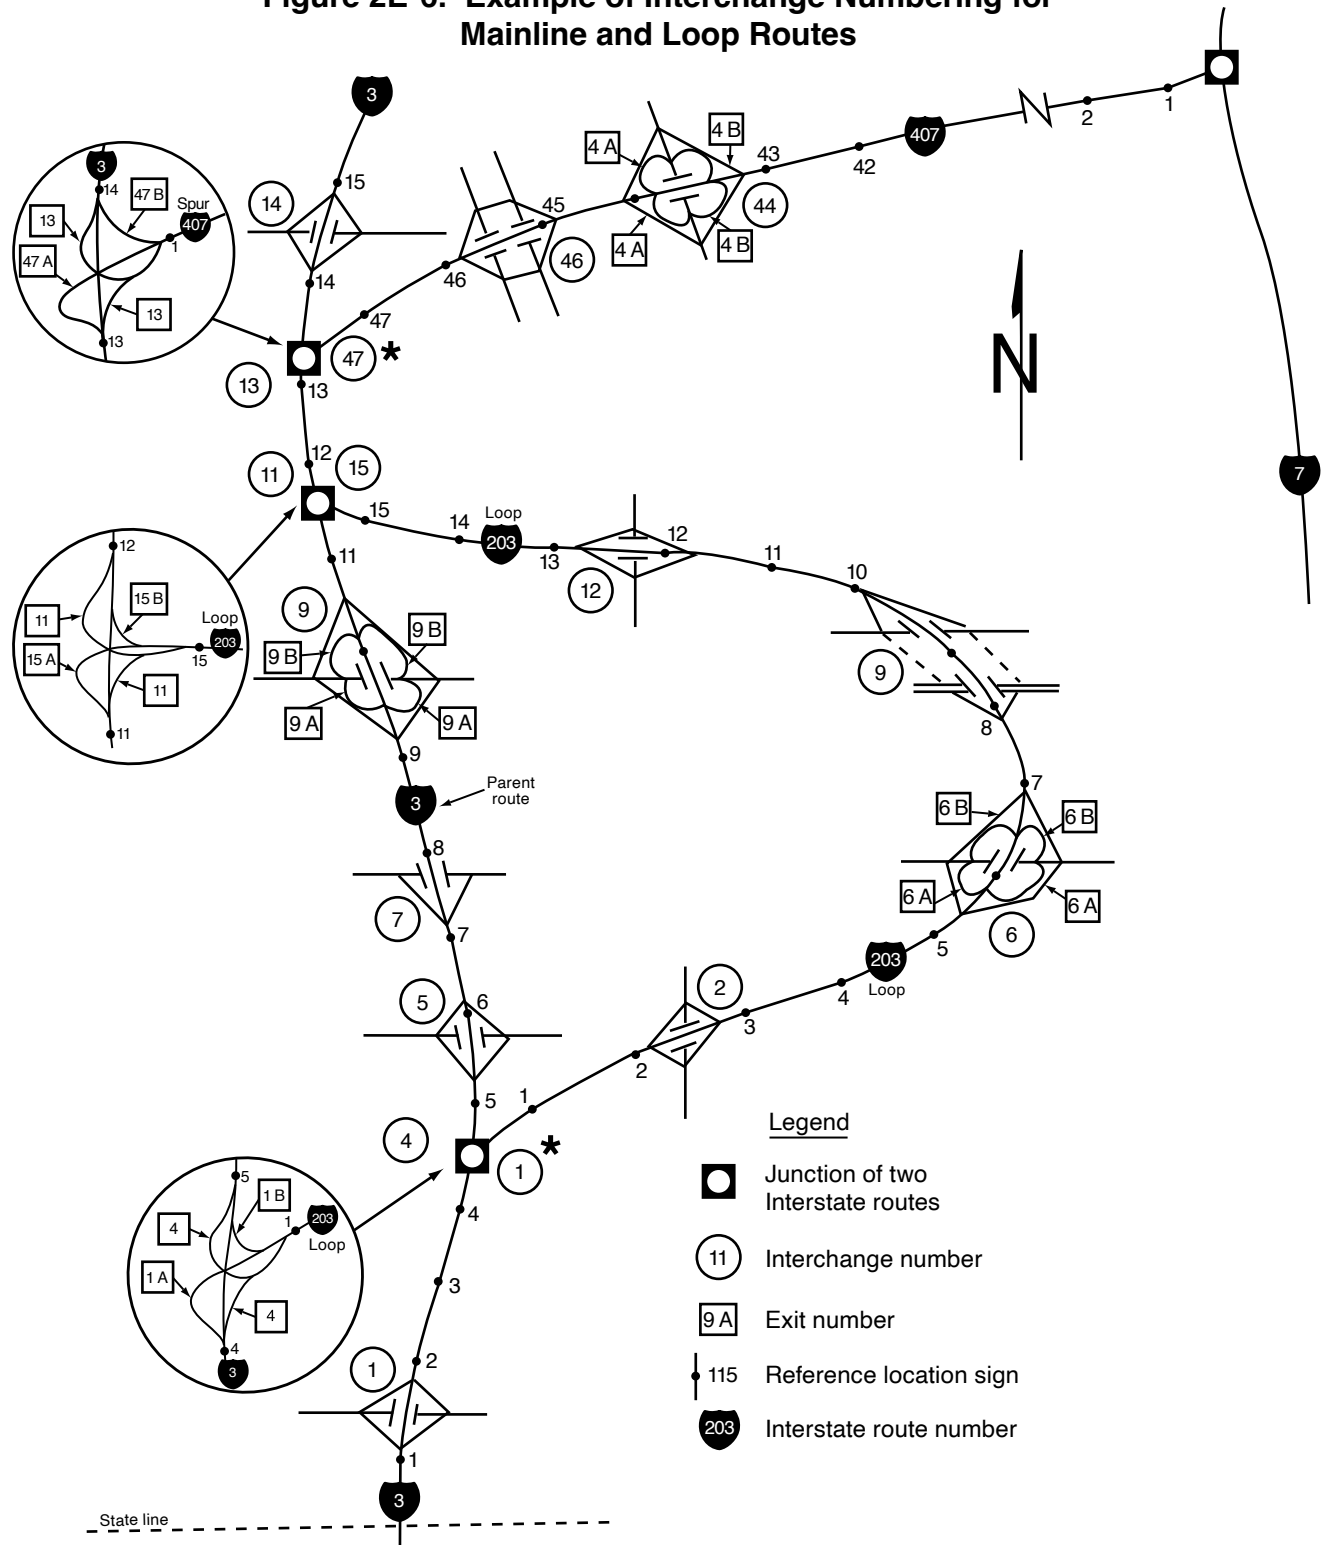 Figure 2E-6. Example of Interchange Numbering for
Mainline and Loop Routes
3
407
1
2
43
42
4 A
4 B
44
4 A
4 B
45
46
46
47
47 *
15
14
14
13
13
3
14
47 B
Spur
407
13
1
47 A
13
13
N
7
12
11
15
15
14
Loop
203
13
12
12
11
10
9
8
7
12
15 B
11
Loop
203
15
15 A
11
11
11
9
9 B
9 B
9 A
9 A
9
3
Parent
route
8
7
7
6 B
6 B
6 A
6 A
6
5
203
Loop
4
3
2
2
1
5
6
5
4
1 *
4
3
2
1
1
3
5
1 B
203
1
Loop
4
1 A
4
4
3
State line
Legend
Junction of two
Interstate routes
11 Interchange number
9 A Exit number
115 Reference location sign
203 Interstate route number